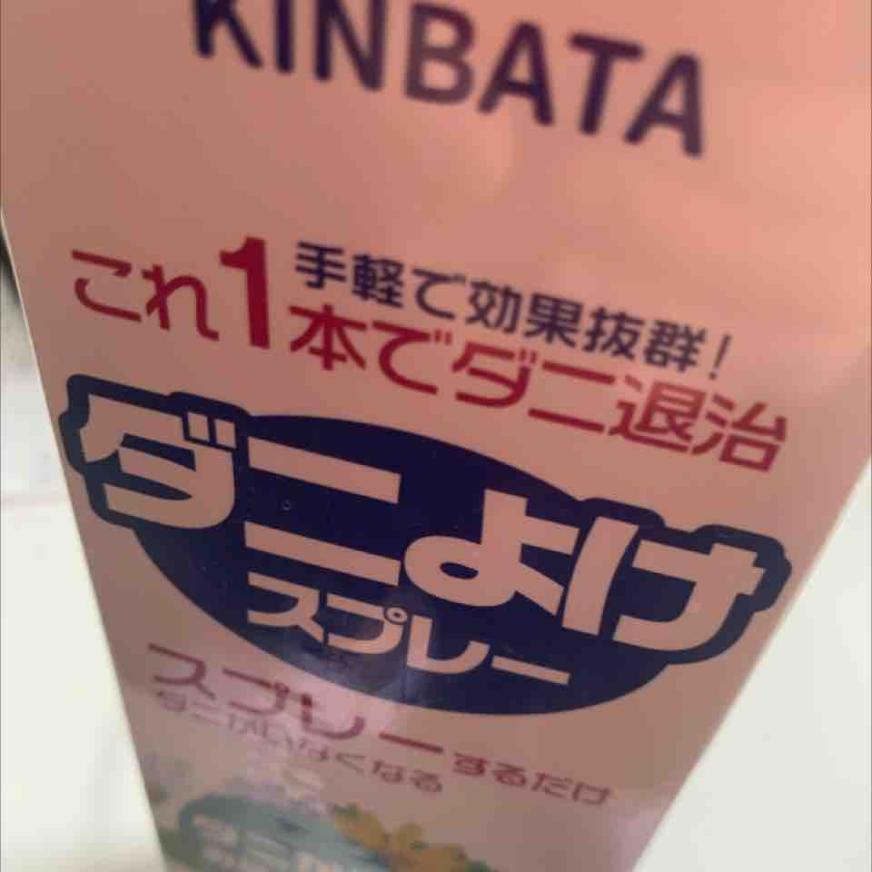 KINBATA
手軽で効果抜群!
これ1本でダニ退治
ダニよけ
スプレー
スプレーするだけ
ダニがいなくなる